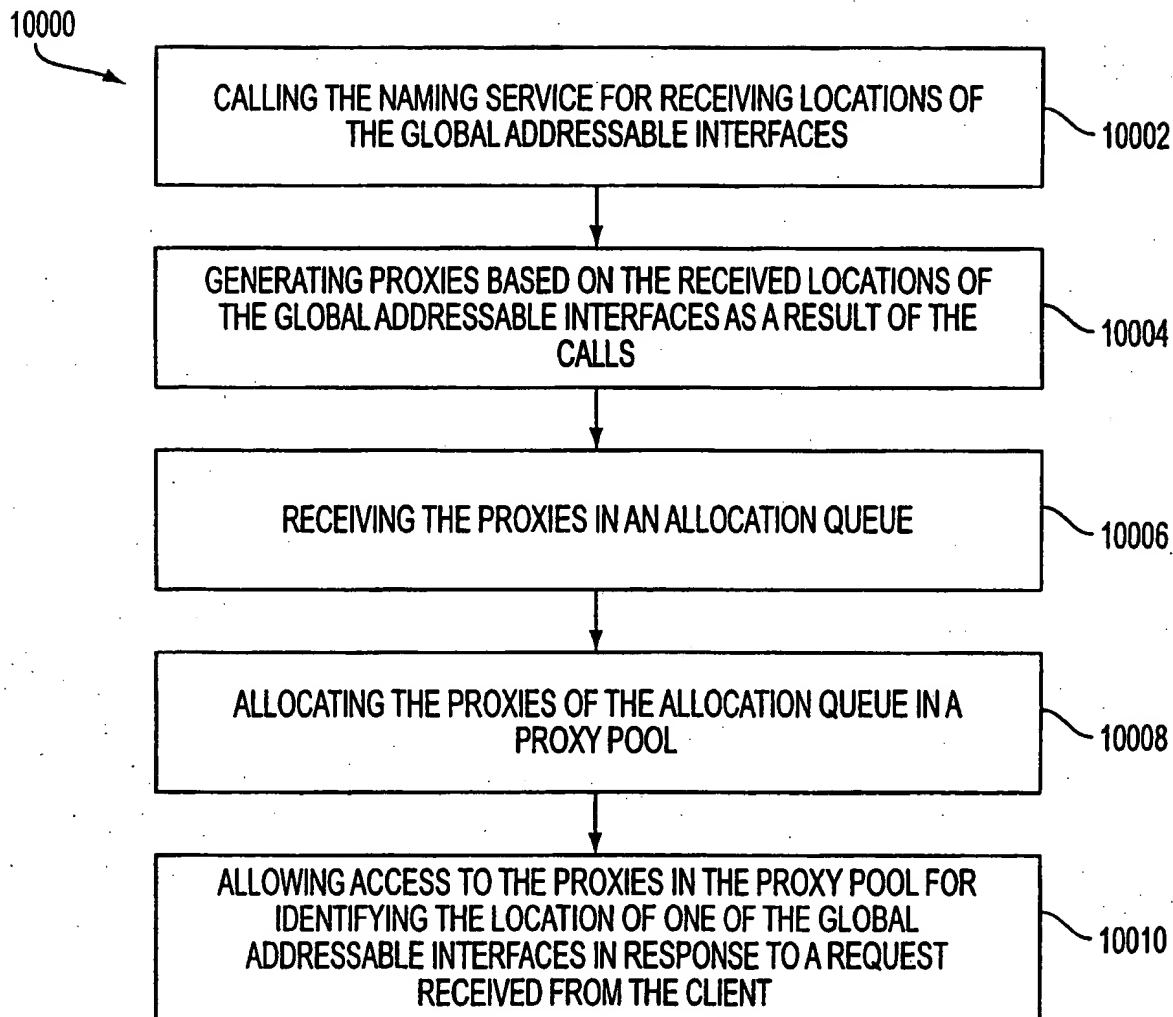 10000
CALLING THE NAMING SERVICE FOR RECEIVING LOCATIONS OF
THE GLOBAL ADDRESSABLE INTERFACES
10002
GENERATING PROXIES BASED ON THE RECEIVED LOCATIONS OF
THE GLOBAL ADDRESSABLE INTERFACES AS A RESULT OF THE
CALLS
10004
RECEIVING THE PROXIES IN AN ALLOCATION QUEUE
10006
ALLOCATING THE PROXIES OF THE ALLOCATION QUEUE IN A
PROXY POOL
10008
ALLOWING ACCESS TO THE PROXIES IN THE PROXY POOL FOR
IDENTIFYING THE LOCATION OF ONE OF THE GLOBAL
ADDRESSABLE INTERFACES IN RESPONSE TO A REQUEST
RECEIVED FROM THE CLIENT
10010